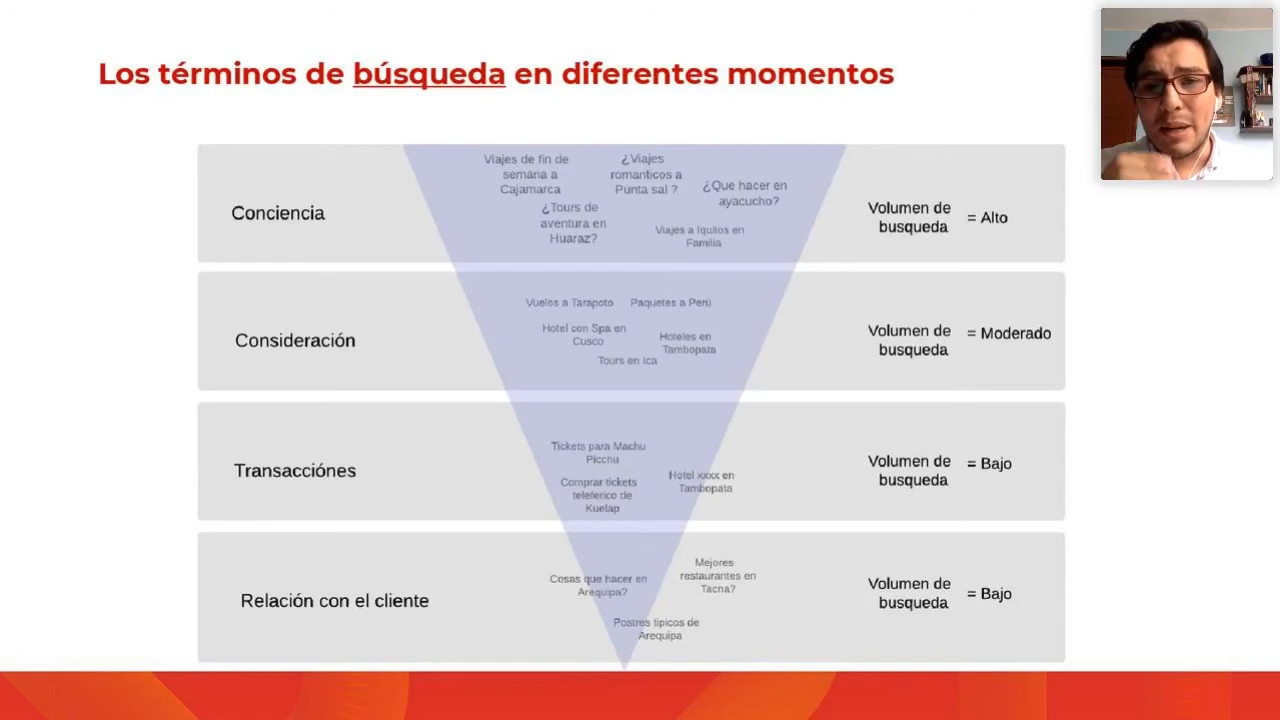 Los términos de búsqueda en diferentes momentos
Conciencia
Viajes de fin de
semana a
Cajamarca
¿Viajes
romanticos a
Punta sal ?
¿Que hacer en
ayacucho?
¿Tours de
aventura en
Huaraz?
Viajes a Iquitos en
Familia
Volumen de
busqueda
= Alto
Consideración
Vuelos a Tarapoto
Paquetes a Perú
Hotel con Spa en
Cusco
Hoteles en
Tambopata
Tours en Ica
Volumen de
busqueda
= Moderado
Transacciónes
Tickets para Machu
Picchu
Comprar tickets
teleferico de
Kuelap
Hotel xxxx en
Tambopata
Volumen de
busqueda
= Bajo
Relación con el cliente
Cosas que hacer en
Arequipa?
Mejores
restaurantes en
Tacna?
Postres tipicos de
Arequipa
Volumen de
busqueda
= Bajo